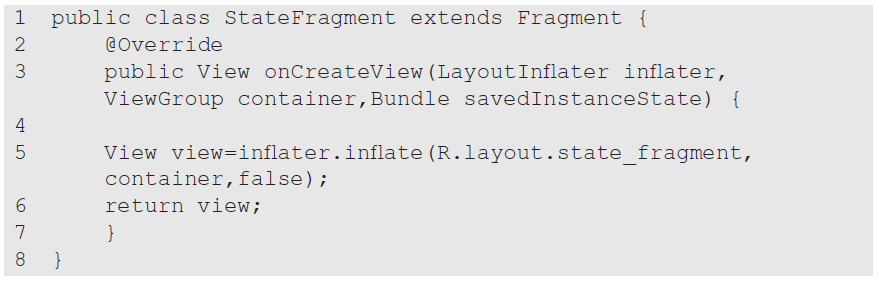 1 public class StateFragment extends Fragment {
2 @Override
3 public View onCreateView(LayoutInflater inflater,
ViewGroup container,Bundle savedInstanceState) {
4
5 View view=inflater.inflate(R.layout.state_fragment,
container,false);
6 return view;
7 }
8 }